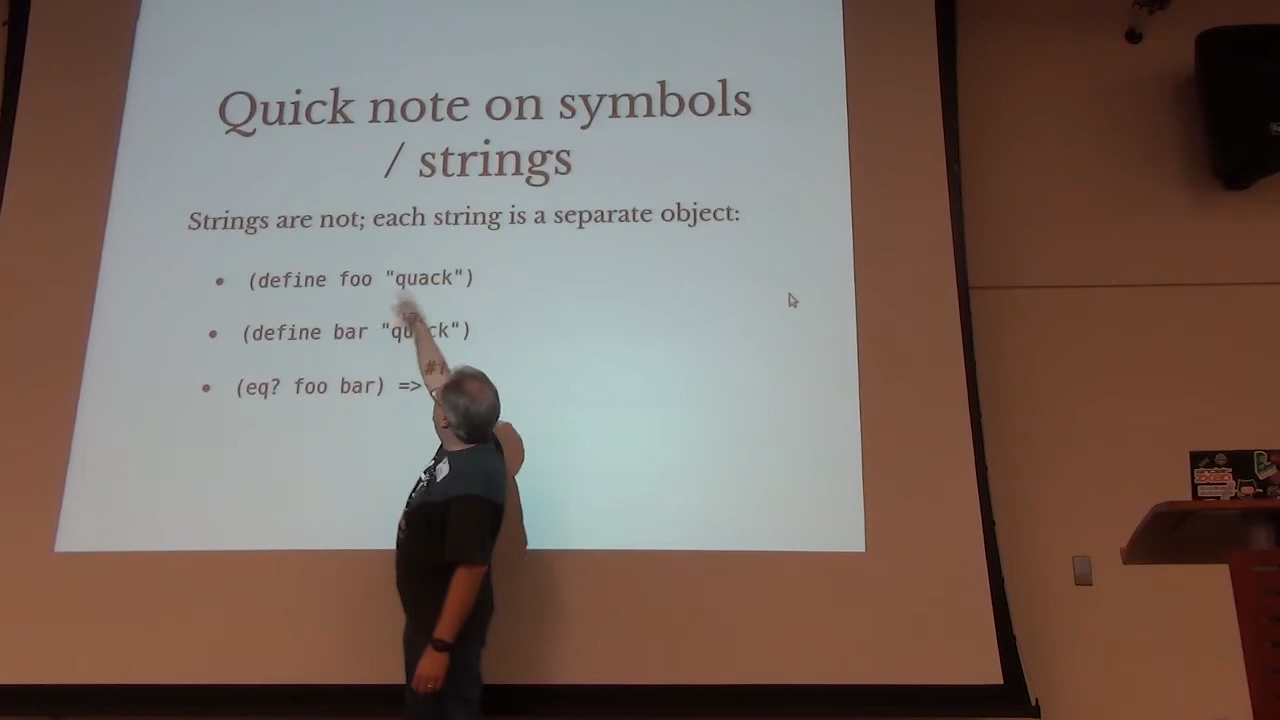 Quick note on symbols
/ strings
Strings are not; each string is a separate object:
(define foo "quack")
(define bar "quack")
(eq? foo bar) =>